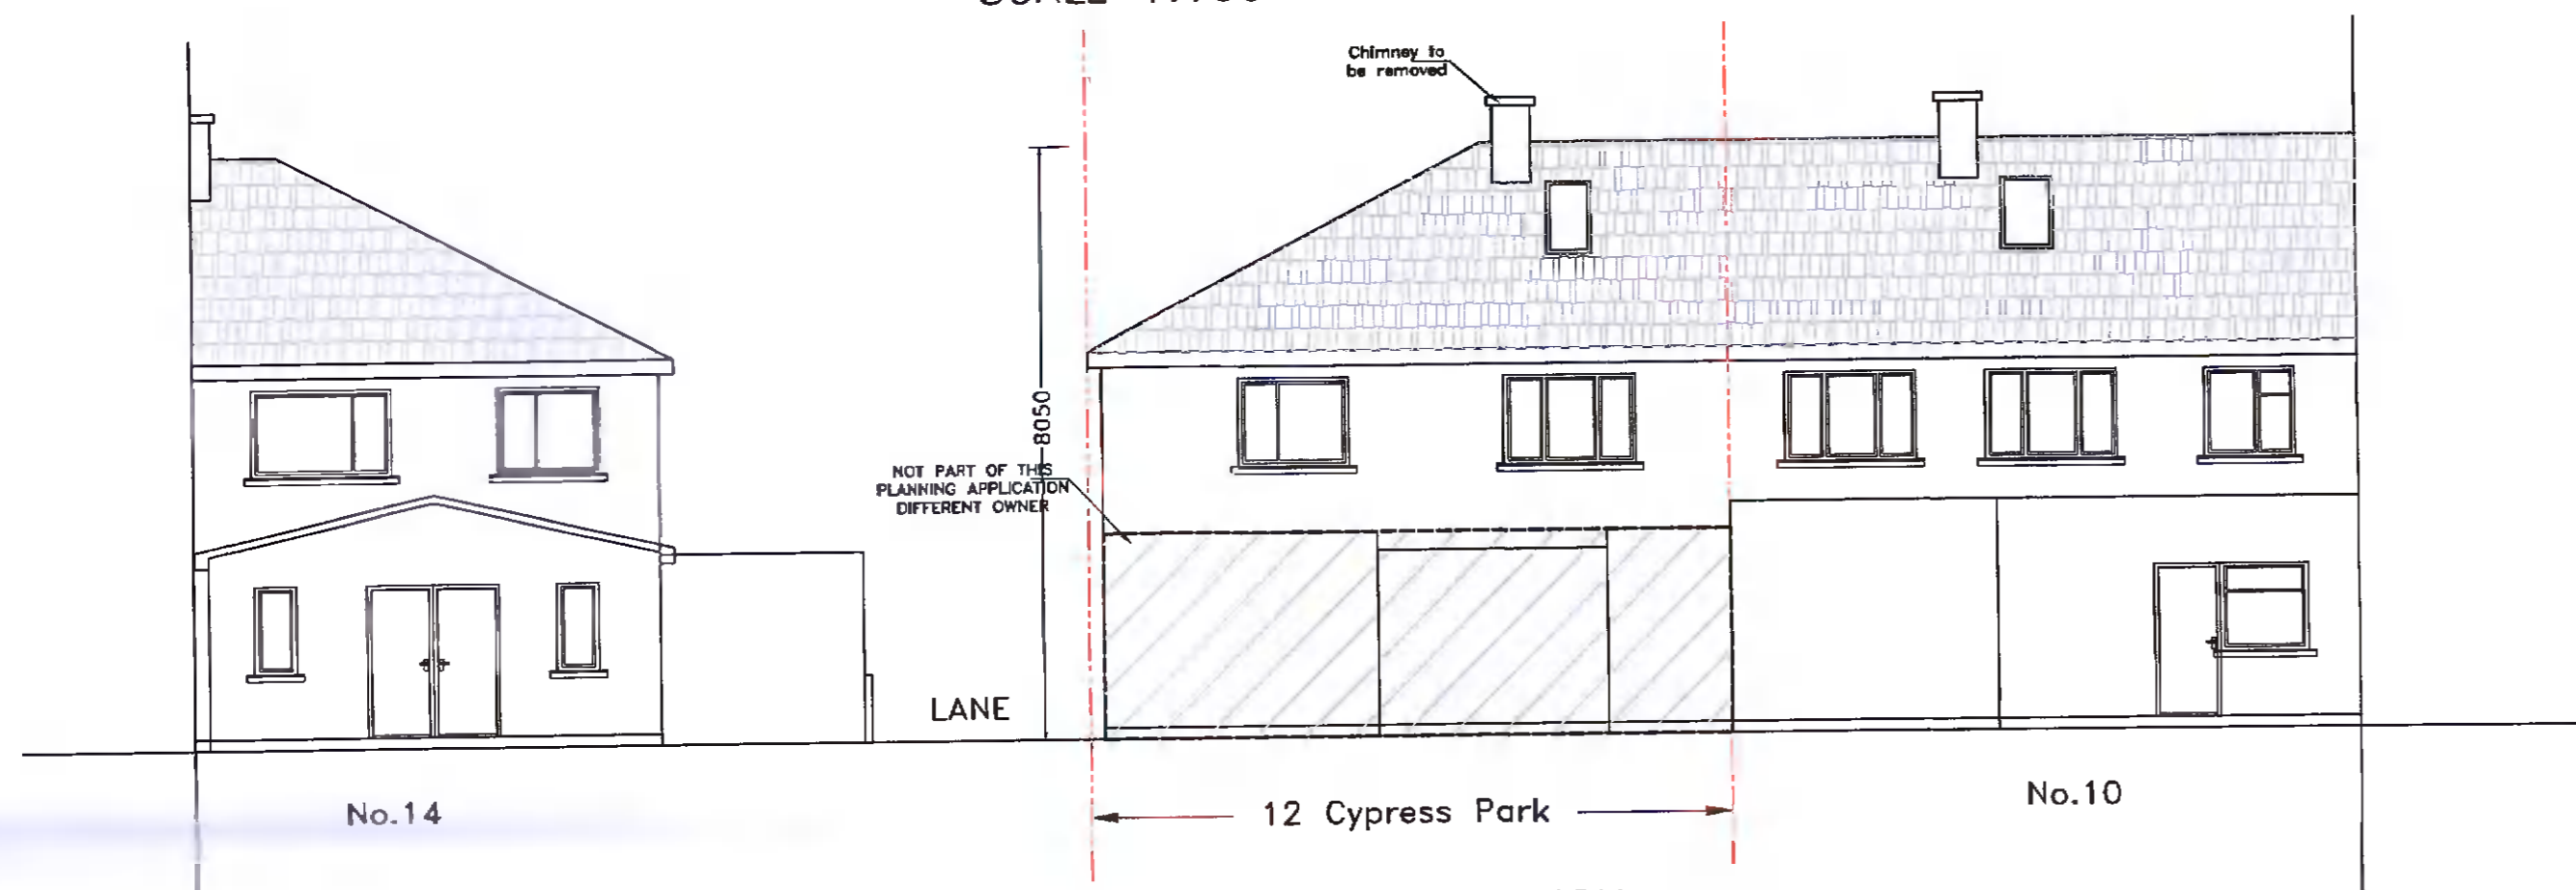 Chimney to
be removed
8050
NOT PART OF THIS
PLANNING APPLICATION
DIFFERENT OWNER
LANE
No.14
12 Cypress Park
No.10